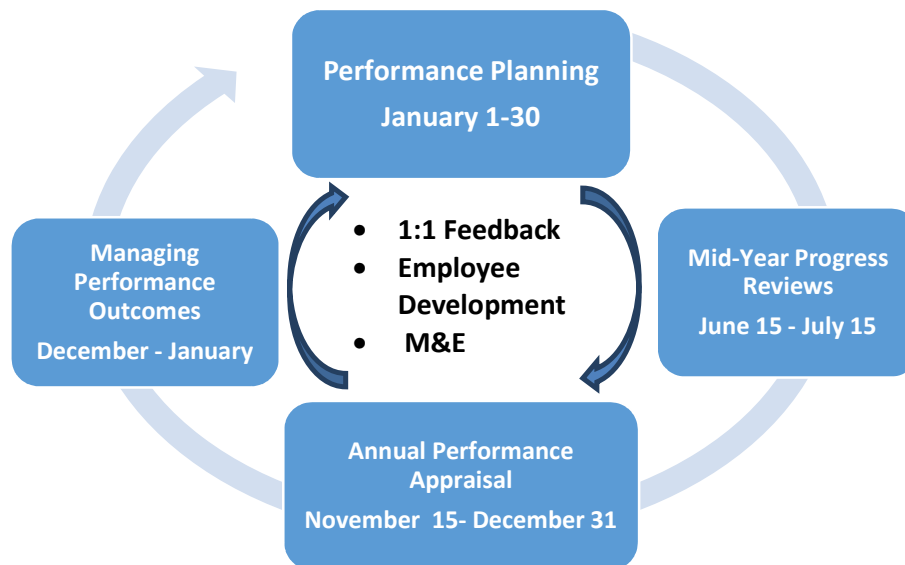 Performance Planning
January 1-30
• 1:1 Feedback
• Employee
Development
• M&E
Mid-Year Progress
Reviews
June 15 - July 15
Annual Performance
Appraisal
November 15- December 31
Managing
Performance
Outcomes
December - January